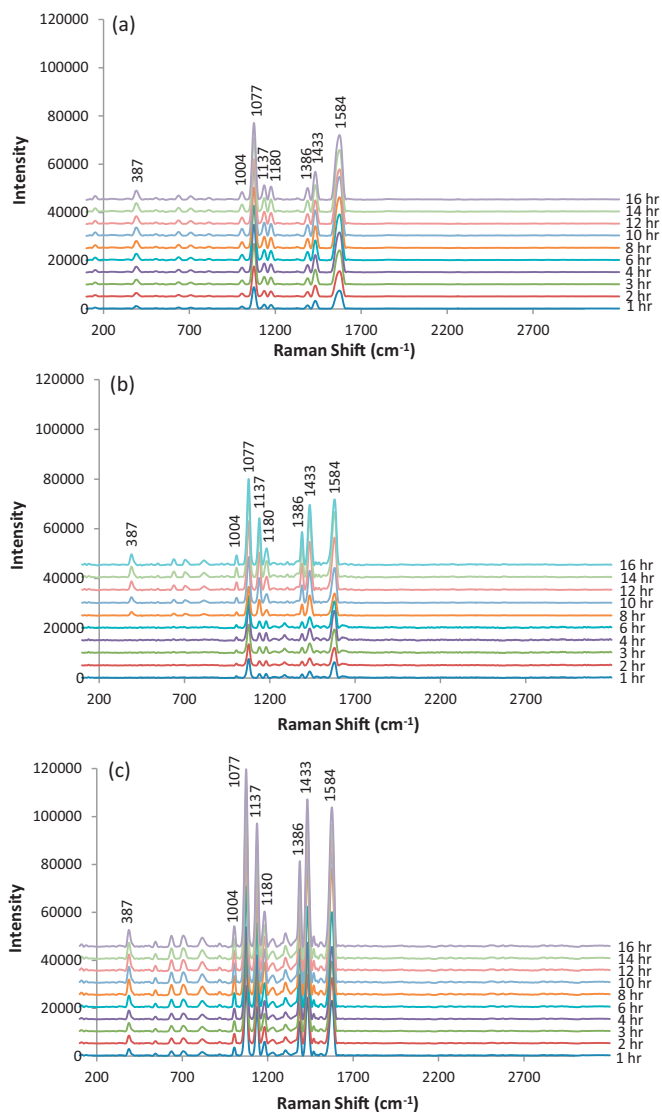 (a)
120000
100000
80000
60000
40000
20000
0
Intensity
387
1004
1077
1137
1180
1386
1433
1584
16 hr
14 hr
12 hr
10 hr
8 hr
6 hr
4 hr
3 hr
2 hr
1 hr
200
700
1200
1700
2200
2700
Raman Shift (cm⁻¹)
(b)
120000
100000
80000
60000
40000
20000
0
Intensity
387
1004
1077
1137
1180
1386
1433
1584
16 hr
14 hr
12 hr
10 hr
8 hr
6 hr
4 hr
3 hr
2 hr
1 hr
200
700
1200
1700
2200
2700
Raman Shift (cm⁻¹)
(c)
120000
100000
80000
60000
40000
20000
0
Intensity
387
1004
1077
1137
1180
1386
1433
1584
16 hr
14 hr
12 hr
10 hr
8 hr
6 hr
4 hr
3 hr
2 hr
1 hr
200
700
1200
1700
2200
2700
Raman Shift (cm⁻¹)